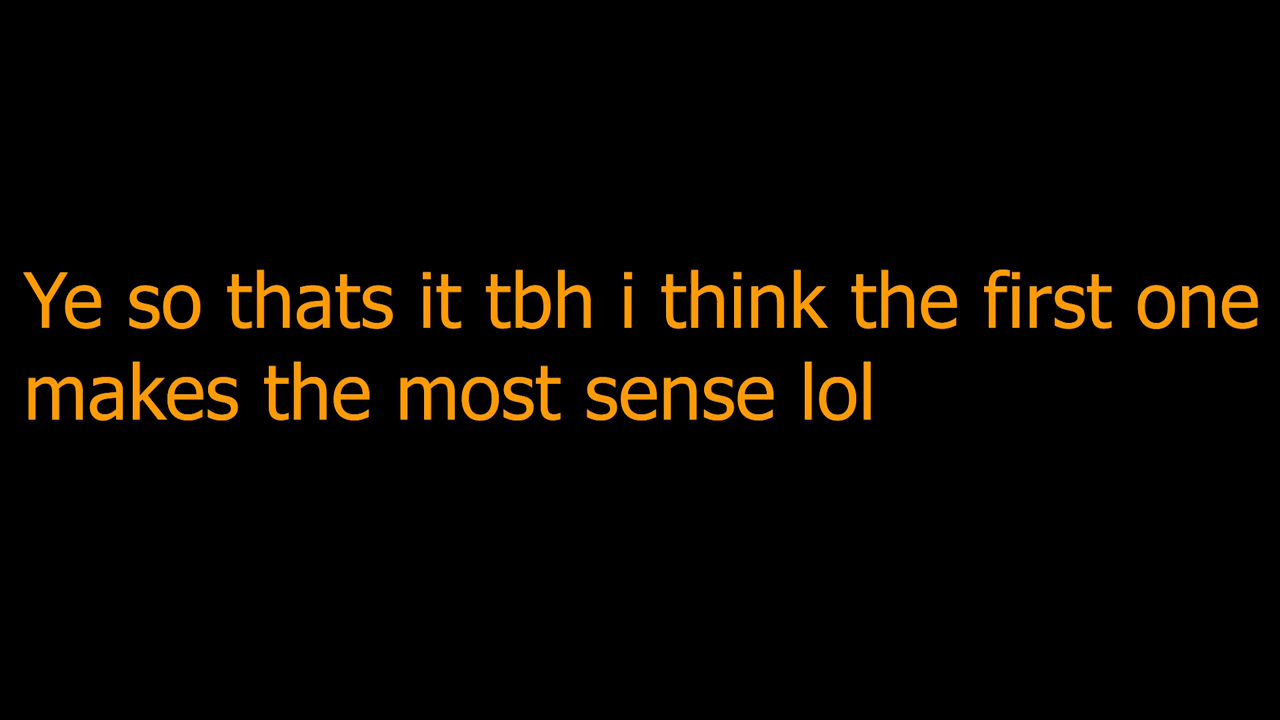 Ye so thats it tbh i think the first one
makes the most sense lol